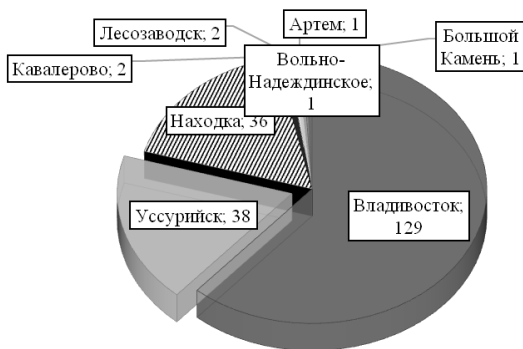 Артем; 1
Большой
Камень; 1
Лесозаводск; 2
Вольно-
Надеждинское;
1
Кавалерово; 2
Находка; 36
Уссурийск; 38
Владивосток;
129